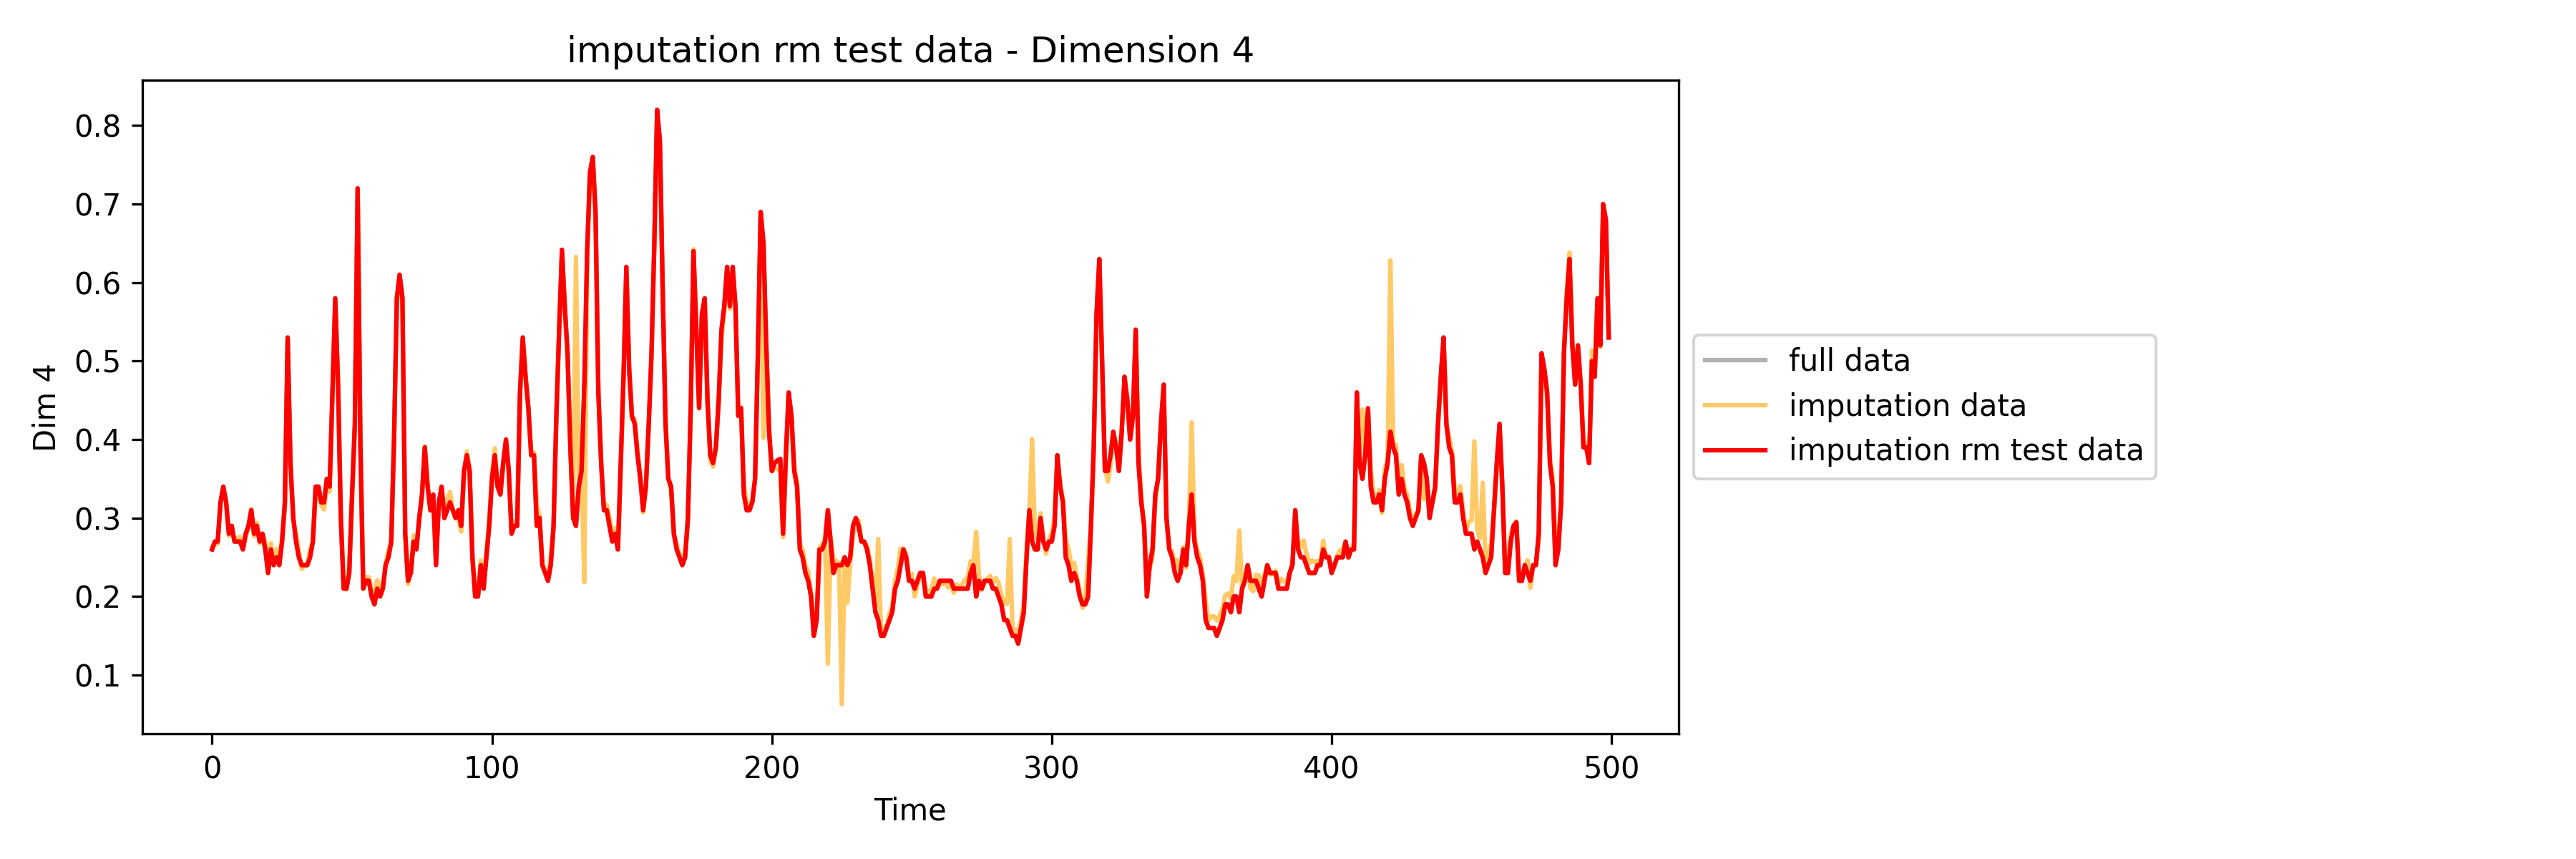 imputation rm test data - Dimension 4
0.8
0.7
0.6
0.5
0.4
0.3
0.2
0.1
Dim 4
0 100 200 300 400 500
Time
full data
imputation data
imputation rm test data